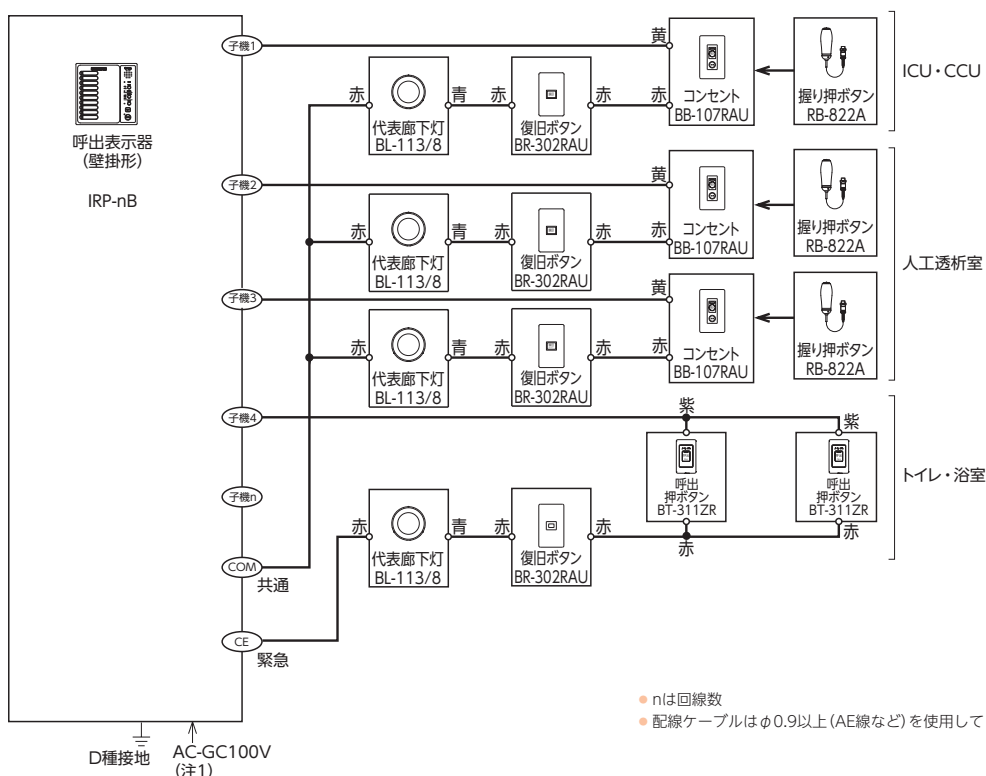 呼出表示器
(壁掛形)
IRP-nB
子機1
黄
赤
代表廊下灯
BL-113/8
青
赤
復旧ボタン
BR-302RAU
赤
赤
コンセント
BB-107RAU
握り押ボタン
RB-822A
ICU・CCU
子機2
黄
赤
代表廊下灯
BL-113/8
青
赤
復旧ボタン
BR-302RAU
赤
赤
コンセント
BB-107RAU
握り押ボタン
RB-822A
人工透析室
子機3
黄
赤
代表廊下灯
BL-113/8
青
赤
復旧ボタン
BR-302RAU
赤
赤
コンセント
BB-107RAU
握り押ボタン
RB-822A
子機4
紫
紫
呼出
押ボタン
BT-311ZR
赤
呼出
押ボタン
BT-311ZR
赤
トイレ・浴室
子機n
赤
代表廊下灯
BL-113/8
青
赤
復旧ボタン
BR-302RAU
赤
COM
共通
CE
緊急
D種接地
AC-GC100V
(注1)
●nは回線数
●配線ケーブルはφ0.9以上(AE線など)を使用して